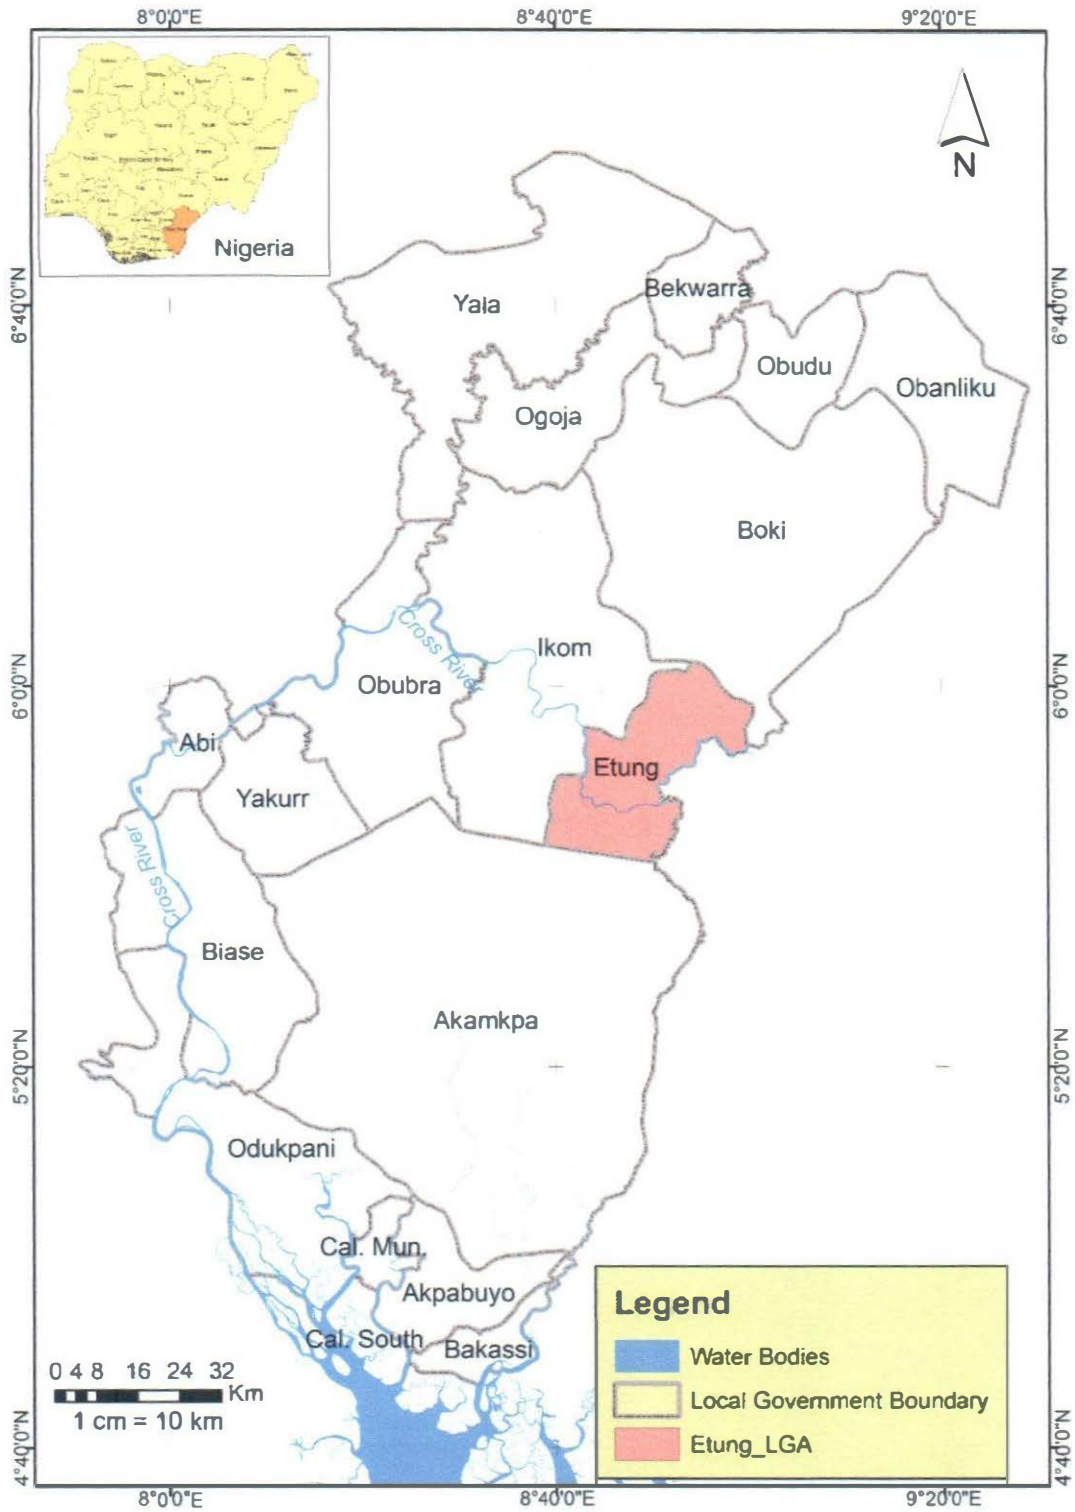 8°0'0"E
8°40'0"E
9°20'0"E
Nigeria
N
6°40'0"N
6°40'0"N
Yala
Bekwarra
Obudu
Obanliku
Ogoja
Boki
Cross River
Ikom
Obubra
6°0'0"N
6°0'0"N
Abi
Etung
Yakurr
Cross River
Biase
Akamkpa
5°20'0"N
5°20'0"N
Odukpani
Cal. Mun.
Akpabuyo
Cal. South
Bakassi
0 4 8 16 24 32
Km
1 cm = 10 km
Legend
Water Bodies
Local Government Boundary
Etung_LGA
4°40'0"N
4°40'0"N
8°0'0"E
8°40'0"E
9°20'0"E